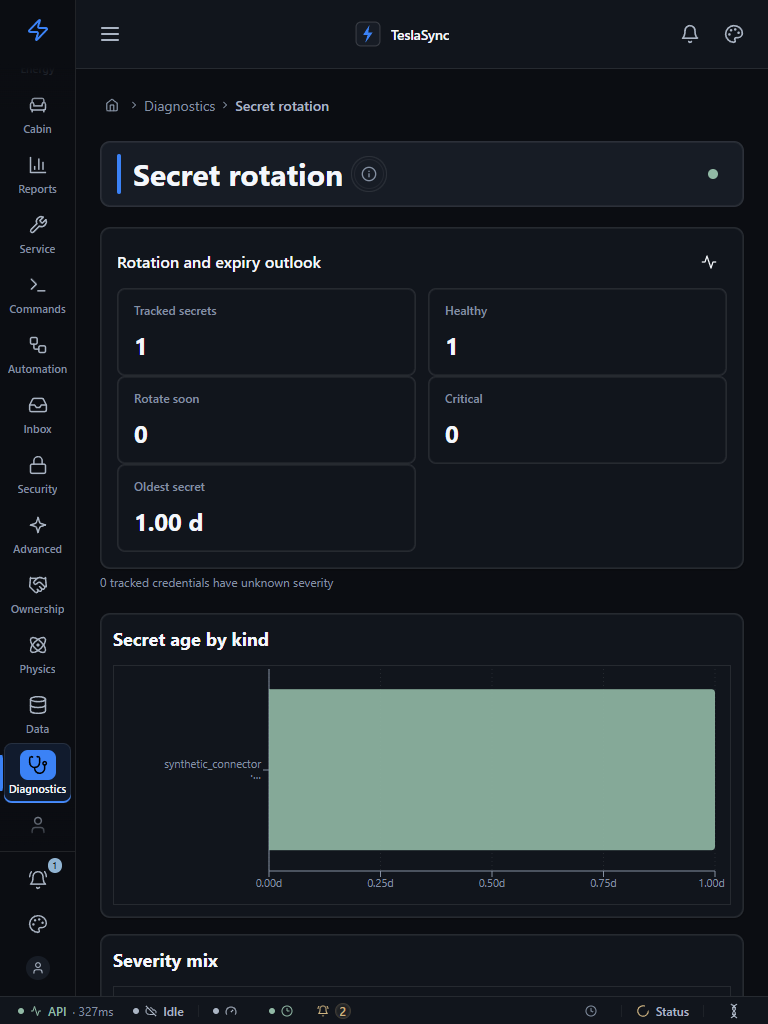 TeslaSync
Energy
Cabin
Reports
Service
Commands
Automation
Inbox
Security
Advanced
Ownership
Physics
Data
Diagnostics
1
Diagnostics > Secret rotation
Secret rotation
Rotation and expiry outlook
Tracked secrets
1
Healthy
1
Rotate soon
0
Critical
0
Oldest secret
1.00 d
0 tracked credentials have unknown severity
Secret age by kind
synthetic_connector
·...
0.00d 0.25d 0.50d 0.75d 1.00d
Severity mix
API · 327ms Idle 2 Status